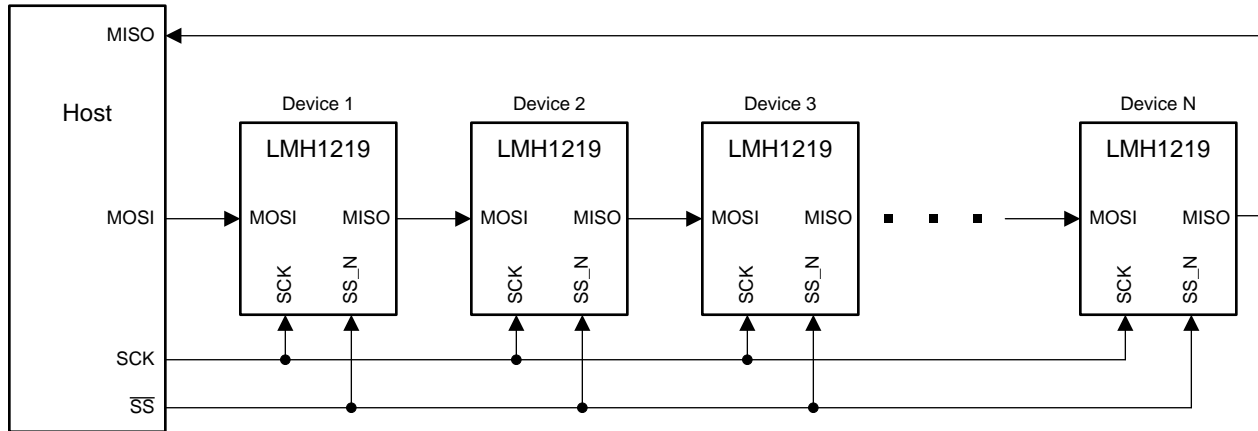 MISO
Host
Device 1
Device 2
Device 3
Device N
LMH1219
LMH1219
LMH1219
LMH1219
MOSI
MOSI MISO
MOSI MISO
MOSI MISO
MOSI MISO
SCK
SS_N
SCK
SS_N
SCK
SS_N
SCK
SS_N
SCK
S̅S̅